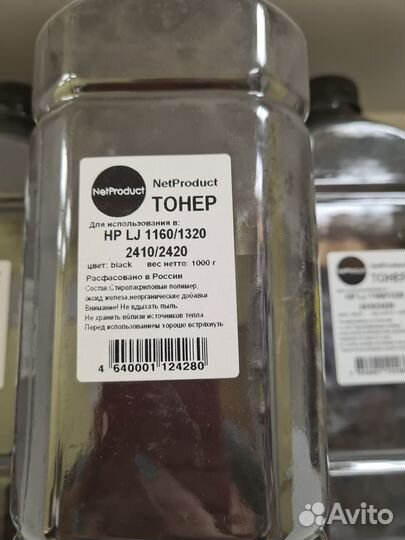 NetProduct
NetProduct
ТОНЕР
Для использования в:
HP LJ 1160/1320
2410/2420
цвет: black вес нетто: 1000 г
Расфасовано в России
Состав:Стиролакриловый полимер,
оксид железа,неорганические добавки
Внимание! Не вдыхать пыль.
Не хранить вблизи источников тепла.
Перед использованием хорошо встряхнуть
4 640001 124280
NetProduct
ТОНЕР
Avito